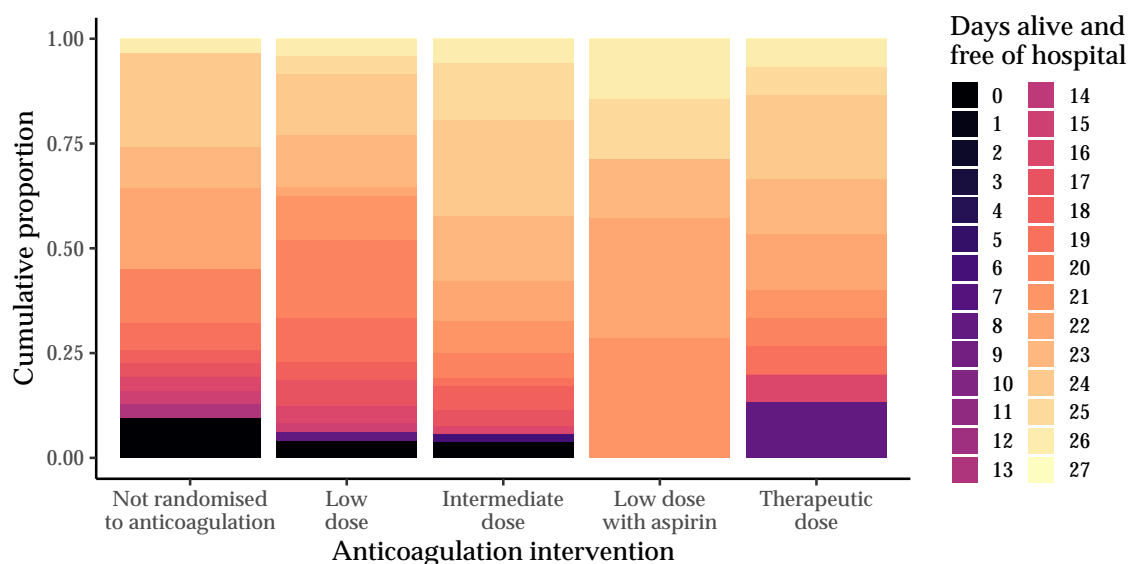 Days alive and
free of hospital
1.00
0.75
0.50
0.25
0.00
Cumulative proportion
0 14
1 15
2 16
3 17
4 18
5 19
6 20
7 21
8 22
9 23
10 24
11 25
12 26
13 27
Not randomised
to anticoagulation
Low
dose
Intermediate
dose
Low dose
with aspirin
Therapeutic
dose
Anticoagulation intervention